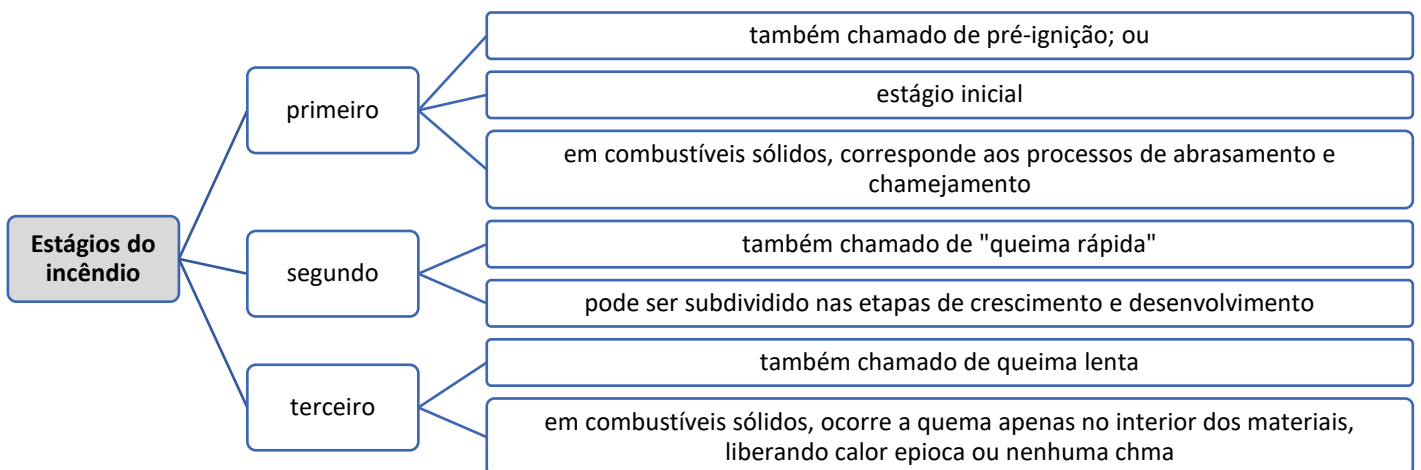 também chamado de pré-ignição; ou
primeiro
estágio inicial
em combustíveis sólidos, corresponde aos processos de abrasamento e
chamejamento
Estágios do
incêndio
também chamado de "queima rápida"
segundo
pode ser subdividido nas etapas de crescimento e desenvolvimento
também chamado de queima lenta
terceiro
em combustíveis sólidos, ocorre a quema apenas no interior dos materiais,
liberando calor epioca ou nenhuma chma